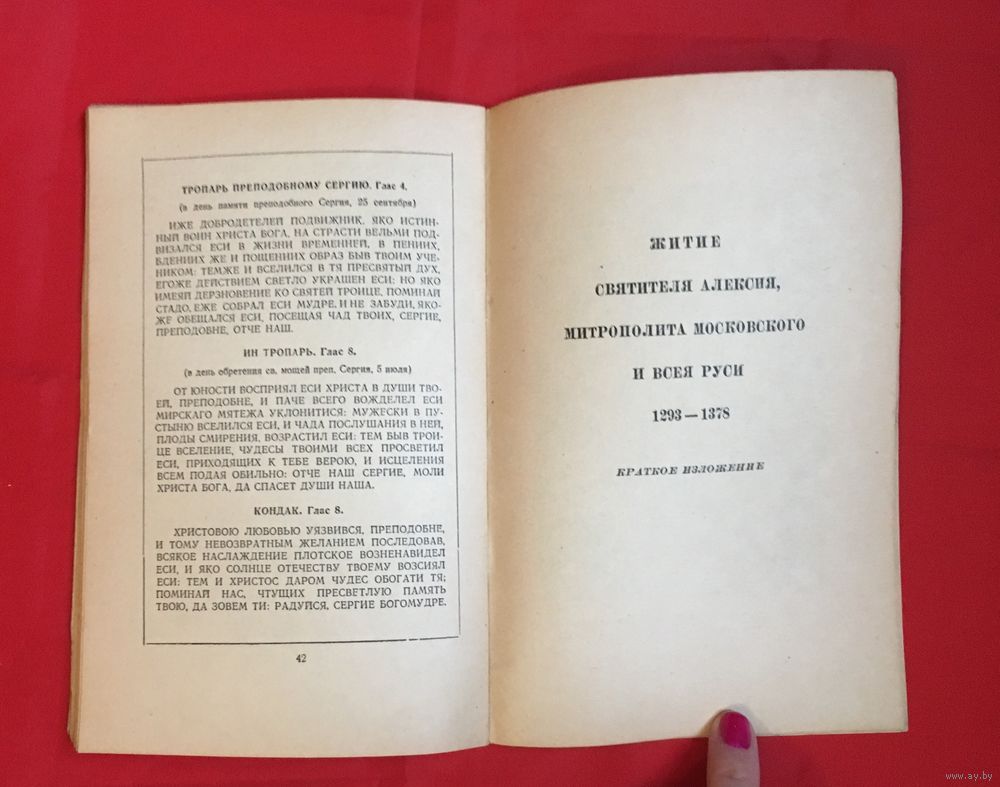 ТРОПАРЬ ПРЕПОДОБНОМУ СЕРГИЮ. Глас 4.
(в день памяти преподобного Сергия, 25 сентября)
ИЖЕ ДОБРОДЕТЕЛЕЙ ПОДВИЖНИК, ЯКО ИСТИН-
НЫЙ ВОИН ХРИСТА БОГА, НА СТРАСТИ ВЕЛЬМИ ПОД-
ВИЗАЛСЯ ЕСИ В ЖИЗНИ ВРЕМЕННЕЙ, В ПЕНИИХ,
БДЕНИИХ ЖЕ И ПОЩЕНИИХ ОБРАЗ БЫВ ТВОИМ УЧЕ-
НИКОМ: ТЕМЖЕ И ВСЕЛИЛСЯ В ТЯ ПРЕСВЯТЫЙ ДУХ,
ЕГОЖЕ ДЕЙСТВИЕМ СВЕТЛО УКРАШЕН ЕСИ; НО ЯКО
ИМЕЯЙ ДЕРЗНОВЕНИЕ КО СВЯТЕЙ ТРОИЦЕ, ПОМИНАЙ
СТАДО, ЕЖЕ СОБРАЛ ЕСИ МУДРЕ, И НЕ ЗАБУДИ, ЯКО-
ЖЕ ОБЕЩАЛСЯ ЕСИ, ПОСЕЩАЯ ЧАД ТВОИХ, СЕРГИЕ,
ПРЕПОДОБНЕ, ОТЧЕ НАШ.
ИН ТРОПАРЬ. Глас 8.
(в день обретения св. мощей преп. Сергия, 5 июля)
ОТ ЮНОСТИ ВОСПРИЯЛ ЕСИ ХРИСТА В ДУШИ ТВО-
ЕЙ, ПРЕПОДОБНЕ, И ПАЧЕ ВСЕГО ВОЖДЕЛЕЛ ЕСИ
МИРСКАГО МЯТЕЖА УКЛОНИТИСЯ: МУЖЕСКИ В ПУ-
СТЫНЮ ВСЕЛИЛСЯ ЕСИ, И ЧАДА ПОСЛУШАНИЯ В НЕЙ,
ПЛОДЫ СМИРЕНИЯ, ВОЗРАСТИЛ ЕСИ: ТЕМ БЫВ ТРОИ-
ЦЕ ВСЕЛЕНИЕ, ЧУДЕСЫ ТВОИМИ ВСЕХ ПРОСВЕТИЛ
ЕСИ, ПРИХОДЯЩИХ К ТЕБЕ ВЕРОЮ, И ИСЦЕЛЕНИЯ
ВСЕМ ПОДАЯ ОБИЛЬНО: ОТЧЕ НАШ СЕРГИЕ, МОЛИ
ХРИСТА БОГА, ДА СПАСЕТ ДУШИ НАША.
КОНДАК. Глас 8.
ХРИСТОВОЮ ЛЮБОВЬЮ УЯЗВИВСЯ, ПРЕПОДОБНЕ,
И ТОМУ НЕВОЗВРАТНЫМ ЖЕЛАНИЕМ ПОСЛЕДОВАВ,
ВСЯКОЕ НАСЛАЖДЕНИЕ ПЛОТСКОЕ ВОЗНЕНАВИДЕЛ
ЕСИ, И ЯКО СОЛНЦЕ ОТЕЧЕСТВУ ТВОЕМУ ВОЗСИЯЛ
ЕСИ: ТЕМ И ХРИСТОС ДАРОМ ЧУДЕС ОБОГАТИ ТЯ;
ПОМИНАЙ НАС, ЧТУЩИХ ПРЕСВЕТЛУЮ ПАМЯТЬ
ТВОЮ, ДА ЗОВЕМ ТИ: РАДУЙСЯ, СЕРГИЕ БОГОМУДРЕ.
42
ЖИТИЕ
СВЯТИТЕЛЯ АЛЕКСИЯ,
МИТРОПОЛИТА МОСКОВСКОГО
И ВСЕЯ РУСИ
1293—1378
КРАТКОЕ ИЗЛОЖЕНИЕ
www.ay.by